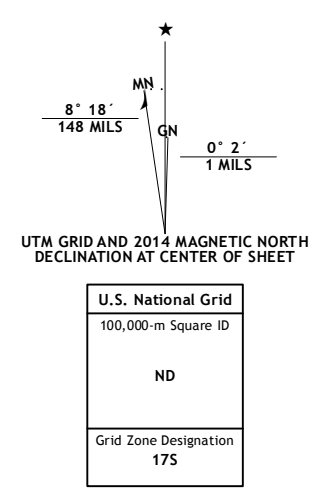 ★
MN
8° 18´
148 MILS
GN
0° 2´
1 MILS
UTM GRID AND 2014 MAGNETIC NORTH
DECLINATION AT CENTER OF SHEET
U.S. National Grid
100,000-m Square ID
ND
Grid Zone Designation
17S